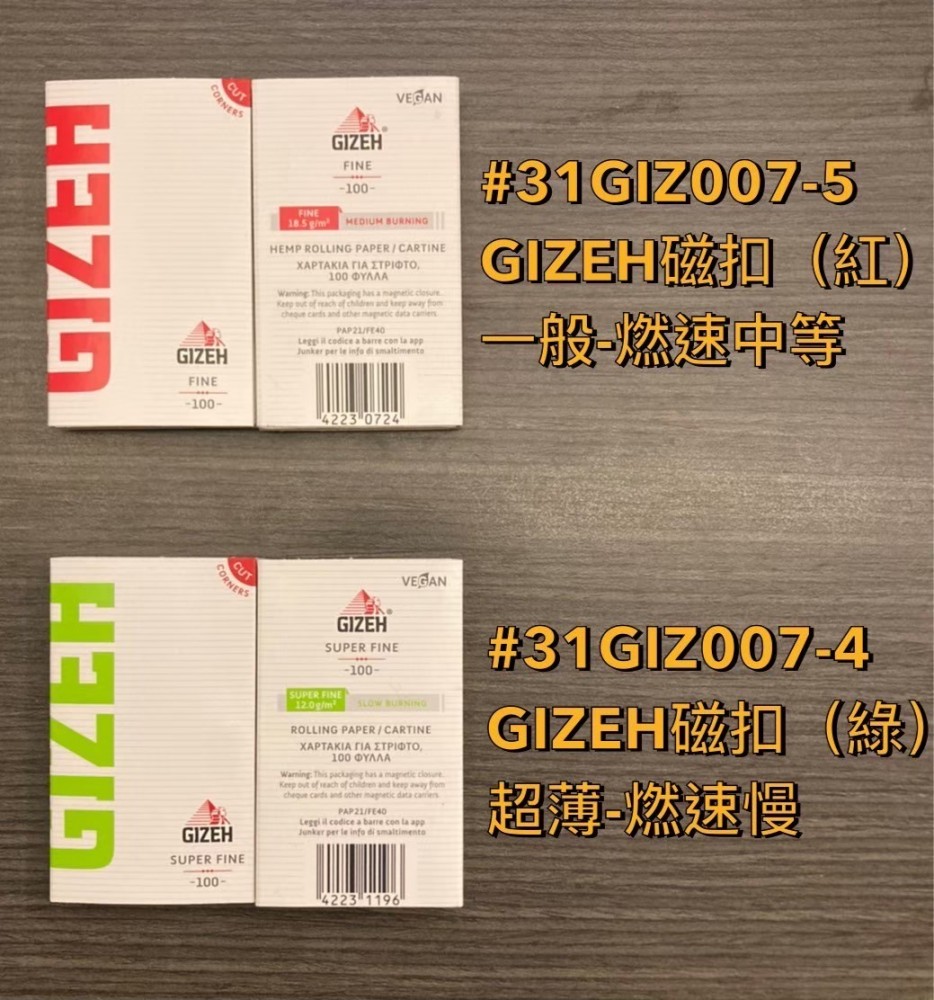 GIZEH
CUT
CORNERS
GIZEH
FINE
-100-
VEGAN
GIZEH®
FINE
-100-
FINE
18.5 g/m²
MEDIUM BURNING
HEMP ROLLING PAPER / CARTINE
ΧΑΡΤΑΚΙΑ ΓΙΑ ΣΤΡΙΦΤΟ,
100 ΦΥΛΛΑ
Warning: This packaging has a magnetic closure.
Keep out of reach of children and keep away from
cheque cards and other magnetic data carriers.
PAP21/FE40
Leggi il codice a barre con la app
Junker per le info di smaltimento
4223 0724
#31GIZ007-5
GIZEH磁扣（紅）
一般-燃速中等
GIZEH
CUT
CORNERS
GIZEH
SUPER FINE
-100-
VEGAN
GIZEH®
SUPER FINE
-100-
SUPER FINE
12.0g/m²
SLOW BURNING
ROLLING PAPER / CARTINE
ΧΑΡΤΑΚΙΑ ΓΙΑ ΣΤΡΙΦΤΟ,
100 ΦΥΛΛΑ
Warning: This packaging has a magnetic closure.
Keep out of reach of children and keep away from
cheque cards and other magnetic data carriers.
PAP21/FE40
Leggi il codice a barre con la app
Junker per le info di smaltimento
4223 1196
#31GIZ007-4
GIZEH磁扣（綠）
超薄-燃速慢